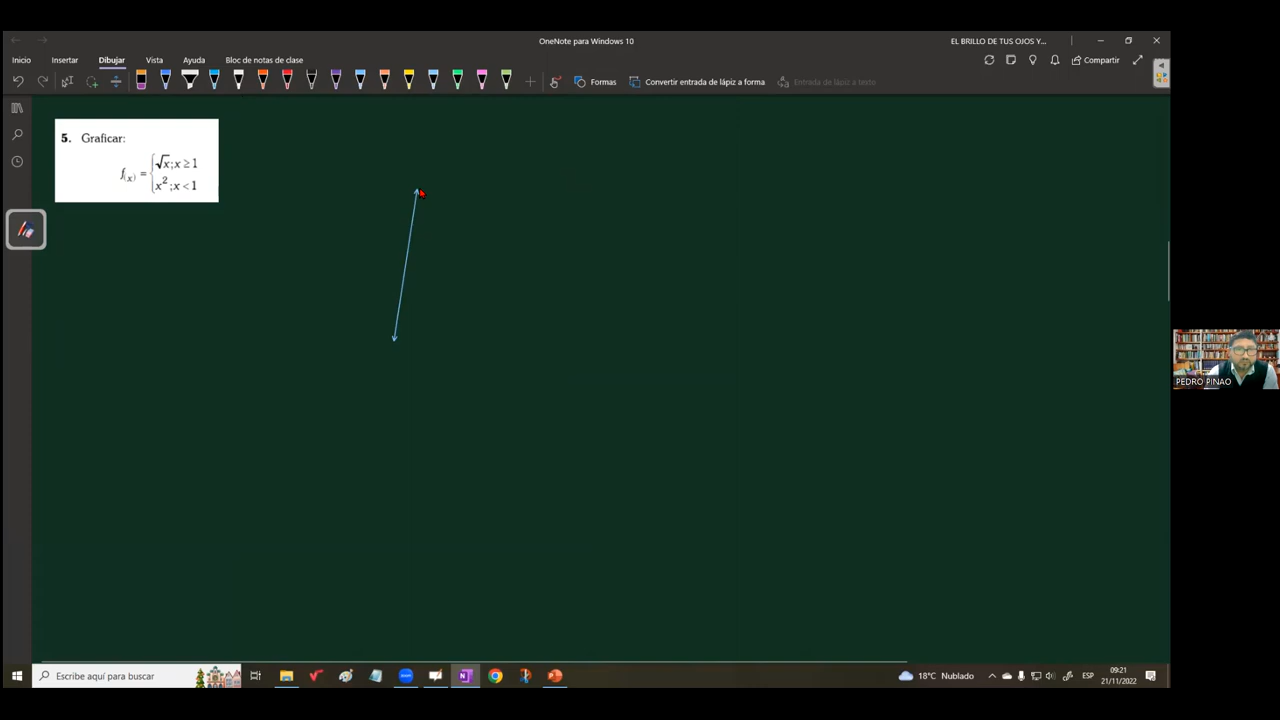 OneNote para Windows 10
EL BRILLO DE TUS OJOS Y...
Inicio
Insertar
Dibujar
Vista
Ayuda
Bloc de notas de clase
Compartir
Formas
Convertir entrada de lápiz a forma
Entrada de lápiz a texto
5. Graficar:
f(x) = { √x; x ≥ 1
x²; x < 1
PEDRO PINAO
Escribe aquí para buscar
18°C Nublado
ESP
09:21
21/11/2022